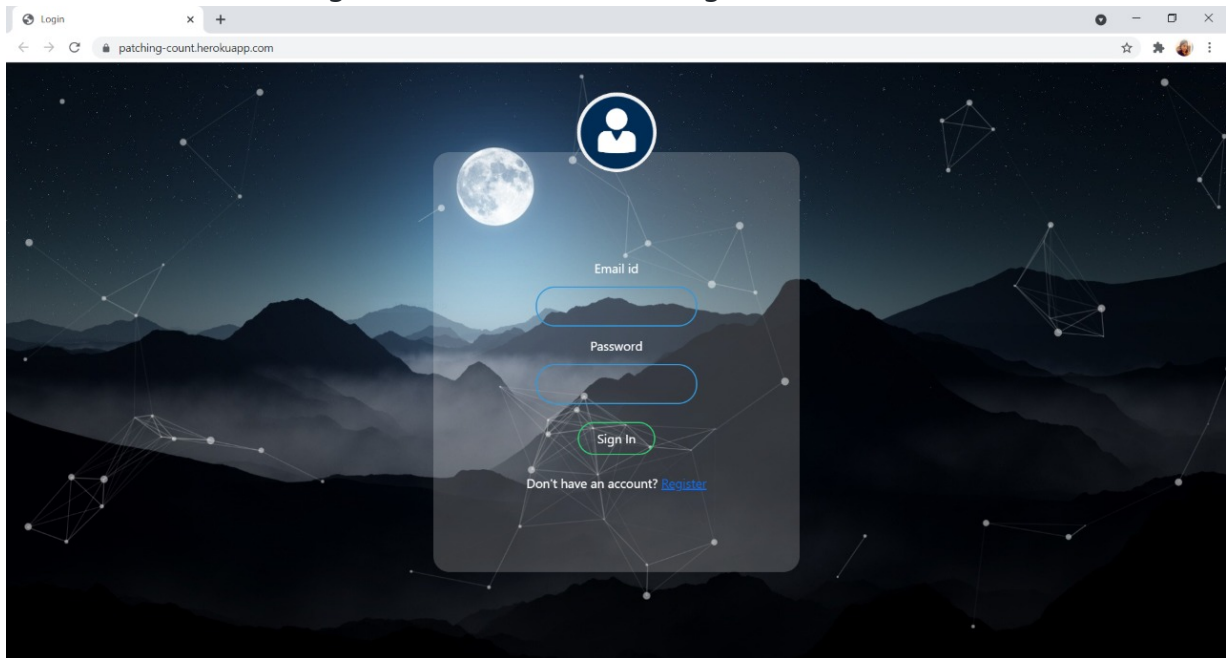 Login
patching-count.herokuapp.com
Email id
Password
Sign In
Don't have an account? Register